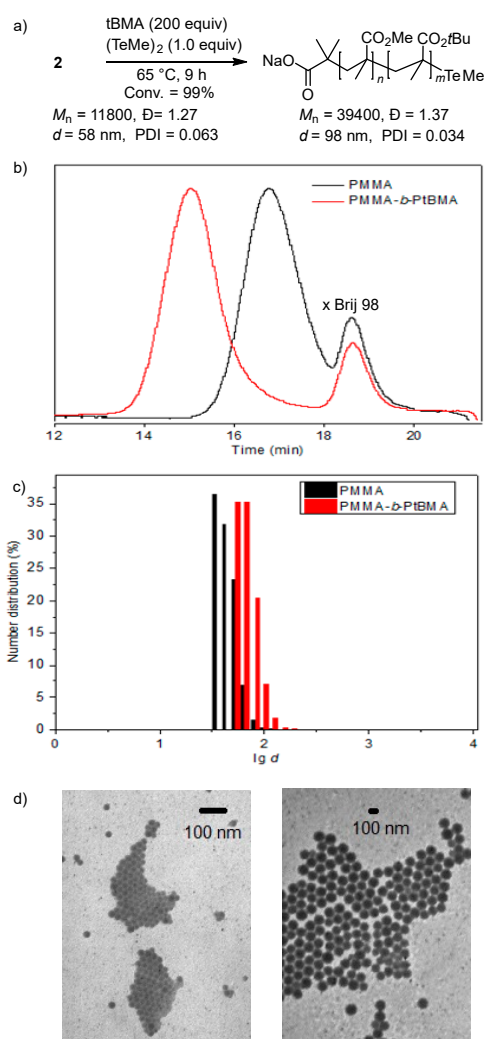 a)
tBMA (200 equiv)
(TeMe)2 (1.0 equiv)
2
65 °C, 9 h
Conv. = 99%
NaO
O
CO2Me
CO2tBu
n
m
TeMe
Mn = 11800, Đ= 1.27
d = 58 nm, PDI = 0.063
Mn = 39400, Đ = 1.37
d = 98 nm, PDI = 0.034
b)
PMMA
PMMA-b-PtBMA
x Brij 98
12 14 16 18 20
Time (min)
c)
PMMA
PMMA-b-PtBMA
Number distribution (%)
35
30
25
20
15
10
5
0
0 1 2 3 4
lg d
d)
100 nm
100 nm